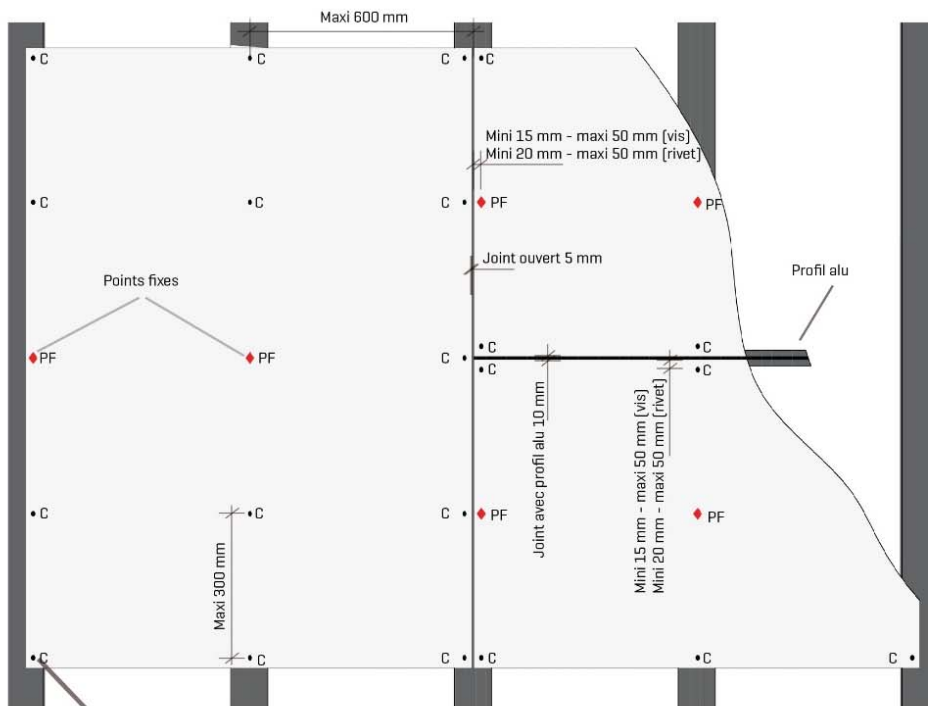 Maxi 600 mm
C
C
C
C
Mini 15 mm - maxi 50 mm (vis)
Mini 20 mm - maxi 50 mm (rivet)
C
C
C
PF
PF
Joint ouvert 5 mm
Points fixes
Profil alu
PF
PF
C
C
C
C
C
Joint avec profil alu 10 mm
Mini 15 mm - maxi 50 mm (vis)
Mini 20 mm - maxi 50 mm (rivet)
C
C
C
PF
PF
Maxi 300 mm
C
C
C
C
C
C